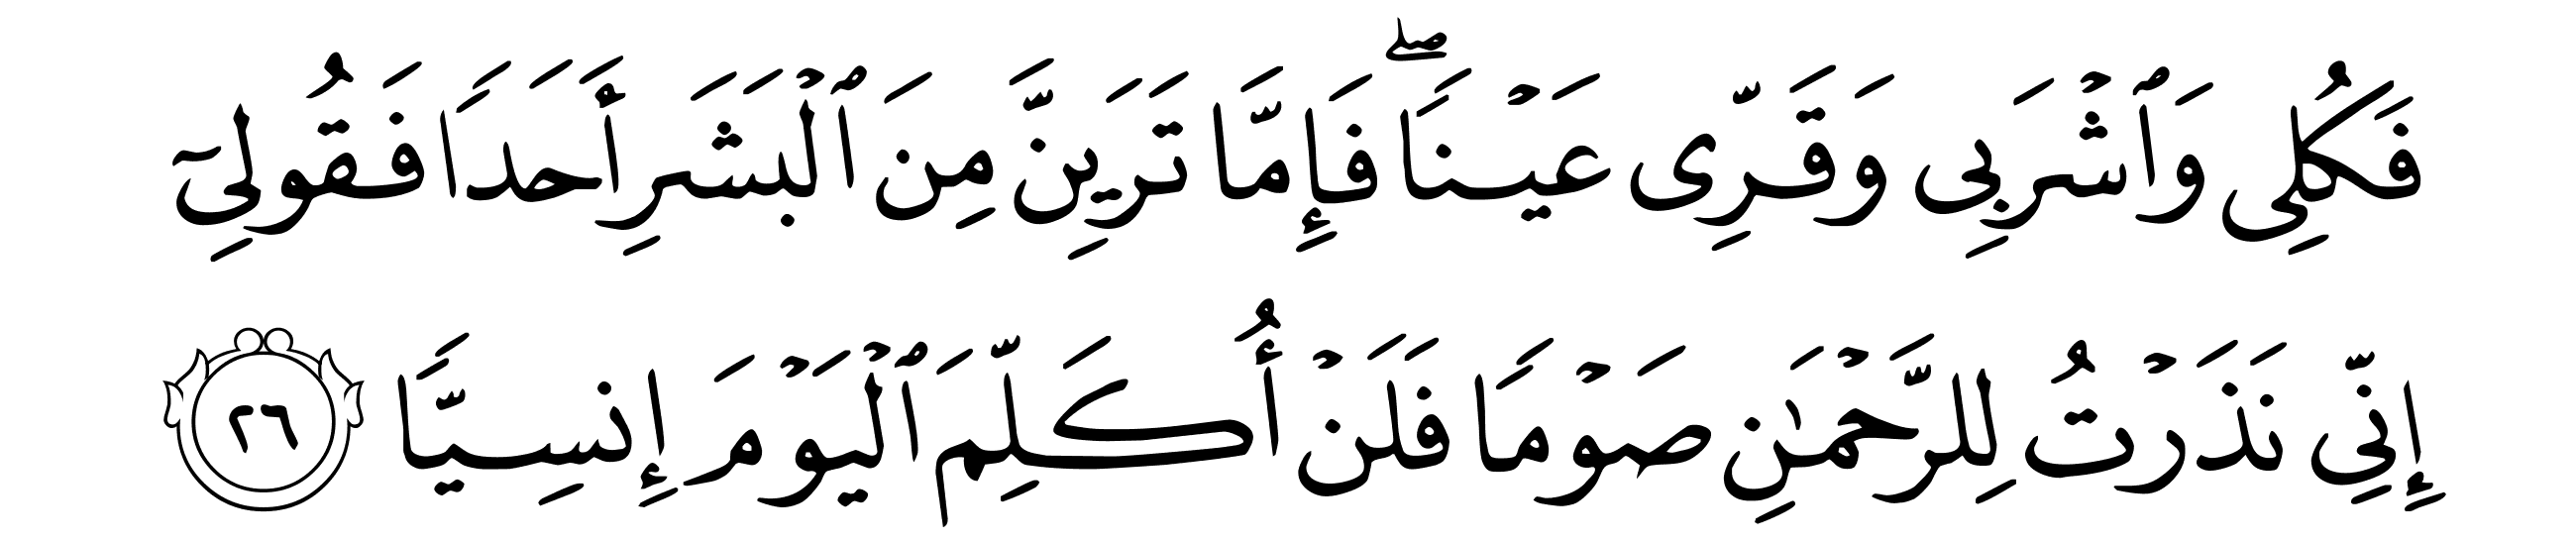 فَكُلِى وَٱشْرَبِى وَقَرِّى عَيْنًاۖ فَإِمَّا تَرَيِنَّ مِنَ ٱلْبَشَرِ أَحَدًا فَقُولِىٓ
إِنِّى نَذَرْتُ لِلرَّحْمَٰنِ صَوْمًا فَلَنْ أُكَلِّمَ ٱلْيَوْمَ إِنسِيًّا ٢٦